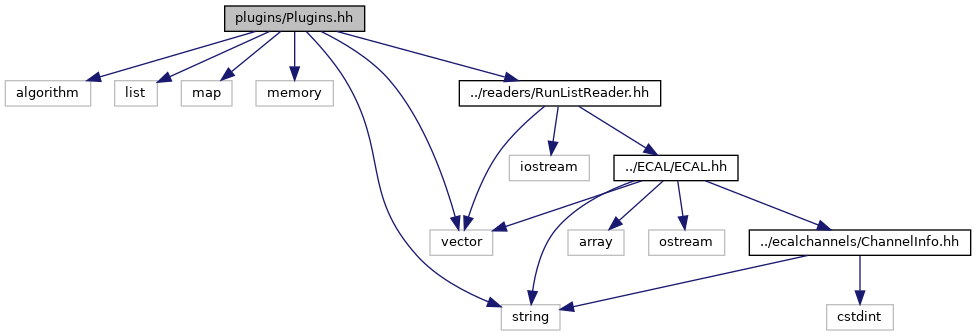 plugins/Plugins.hh
algorithm
list
map
memory
../readers/RunListReader.hh
iostream
../ECAL/ECAL.hh
vector
array
ostream
../ecalchannels/ChannelInfo.hh
string
cstdint